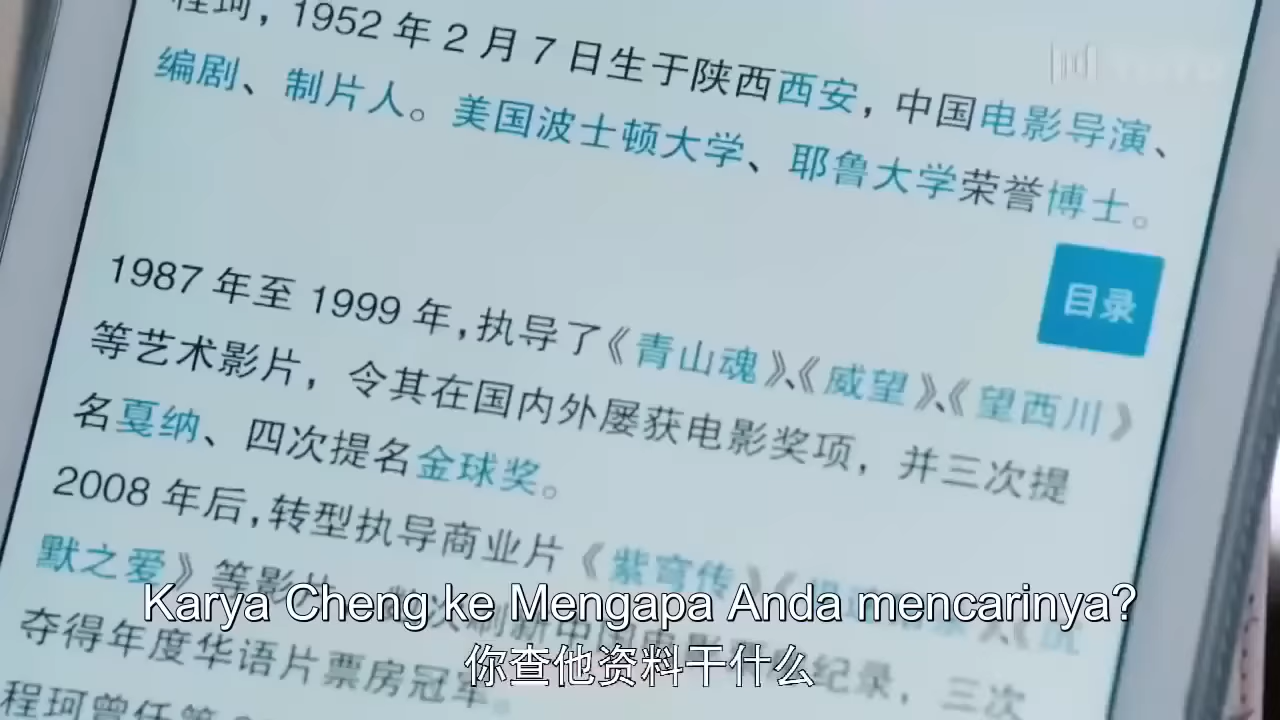 程珂，1952 年 2 月 7 日生于陕西西安，中国电影导演、
编剧、制片人。美国波士顿大学、耶鲁大学荣誉博士。
目录
1987 年至 1999 年，执导了《青山魂》、《威望》、《望西川》
等艺术影片，令其在国内外屡获电影奖项，并三次提
名戛纳、四次提名金球奖。
2008 年后，转型执导商业片《紫穹传》《
默之爱》等影片
夺得年度华语片票房冠军。
纪录，三次
程珂曾任第
Karya Cheng ke Mengapa Anda mencarinya?
你查他资料干什么